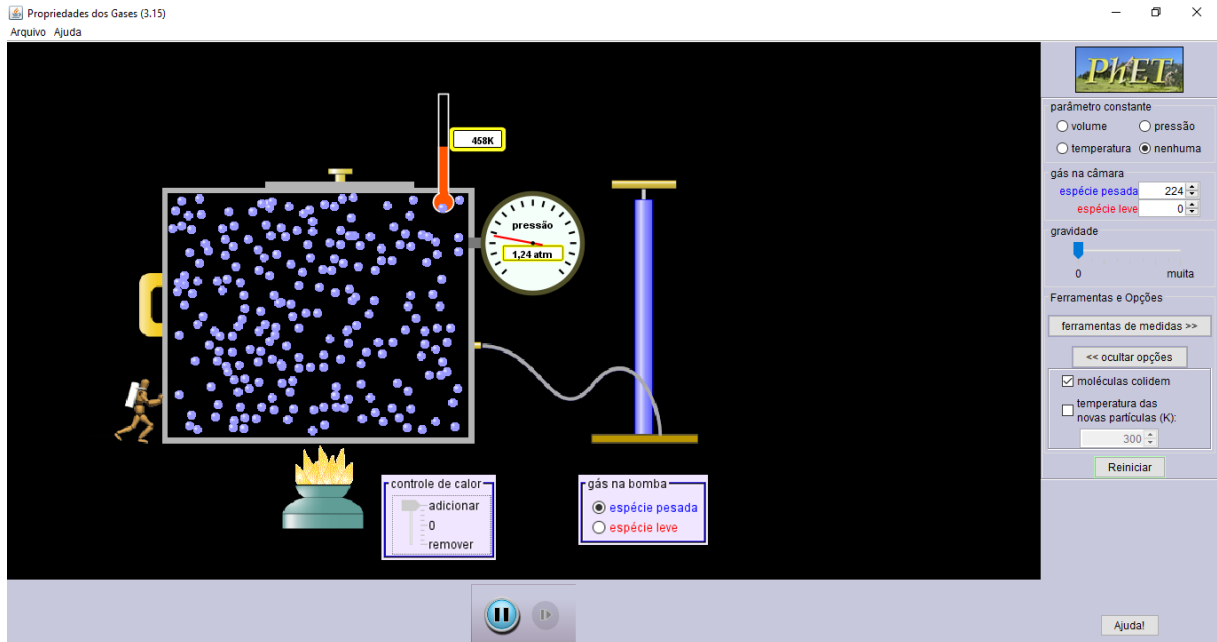 Propriedades dos Gases (3.15)
Arquivo Ajuda
458K
pressão
1,24 atm
controle de calor
adicionar
0
remover
gás na bomba
espécie pesada
espécie leve
PhET
parâmetro constante
volume pressão
temperatura nenhuma
gás na câmara
espécie pesada 224
espécie leve 0
gravidade
0 muita
Ferramentas e Opções
ferramentas de medidas >>
<< ocultar opções
moléculas colidem
temperatura das
novas partículas (K):
300
Reiniciar
Ajuda!